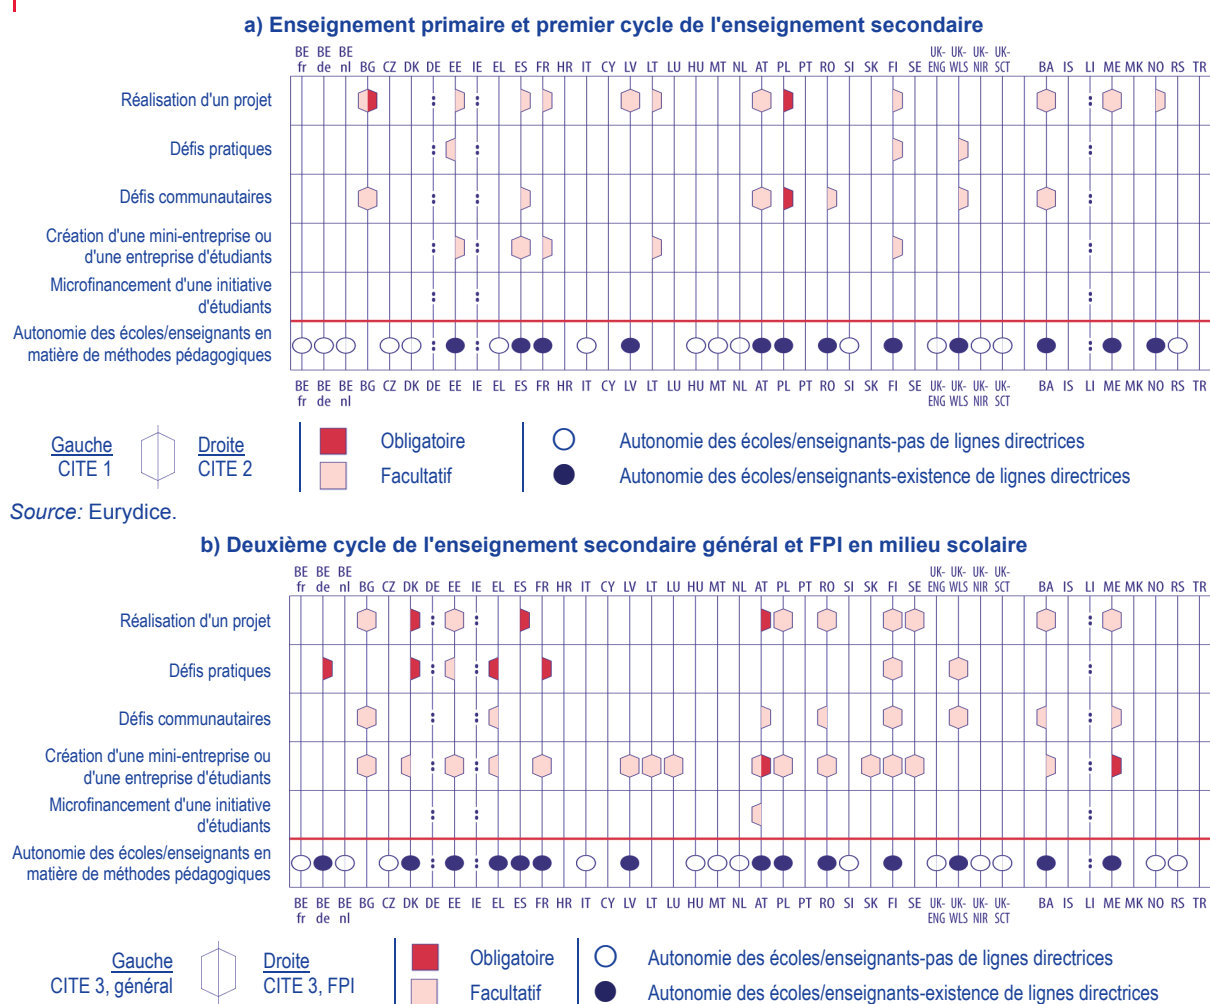 a) Enseignement primaire et premier cycle de l'enseignement secondaire
BE BE BE UK- UK- UK- UK-
fr de nl BG CZ DK DE EE IE EL ES FR HR IT CY LV LT LU HU MT NL AT PL PT RO SI SK FI SE ENG WLS NIR SCT BA IS LI ME MK NO RS TR
Réalisation d'un projet
Défis pratiques
Défis communautaires
Création d'une mini-entreprise ou
d'une entreprise d'étudiants
Microfinancement d'une initiative
d'étudiants
Autonomie des écoles/enseignants en
matière de méthodes pédagogiques
BE BE BE BG CZ DK DE EE IE EL ES FR HR IT CY LV LT LU HU MT NL AT PL PT RO SI SK FI SE UK- UK- UK- UK- BA IS LI ME MK NO RS TR
fr de nl ENG WLS NIR SCT
Gauche Droite Obligatoire Autonomie des écoles/enseignants-pas de lignes directrices
CITE 1 CITE 2 Facultatif Autonomie des écoles/enseignants-existence de lignes directrices
Source: Eurydice.
b) Deuxième cycle de l'enseignement secondaire général et FPI en milieu scolaire
BE BE BE UK- UK- UK-
fr de nl BG CZ DK DE EE IE EL ES FR HR IT CY LV LT LU HU MT NL AT PL PT RO SI SK FI SE ENG WLS NIR SCT BA IS LI ME MK NO RS TR
Réalisation d'un projet
Défis pratiques
Défis communautaires
Création d'une mini-entreprise ou
d'une entreprise d'étudiants
Microfinancement d'une initiative
d'étudiants
Autonomie des écoles/enseignants en
matière de méthodes pédagogiques
BE BE BE BG CZ DK DE EE IE EL ES FR HR IT CY LV LT LU HU MT NL AT PL PT RO SI SK FI SE UK- UK- UK- UK- BA IS LI ME MK NO RS TR
fr de nl ENG WLS NIR SCT
Gauche Droite Obligatoire Autonomie des écoles/enseignants-pas de lignes directrices
CITE 3, général CITE 3, FPI Facultatif Autonomie des écoles/enseignants-existence de lignes directrices